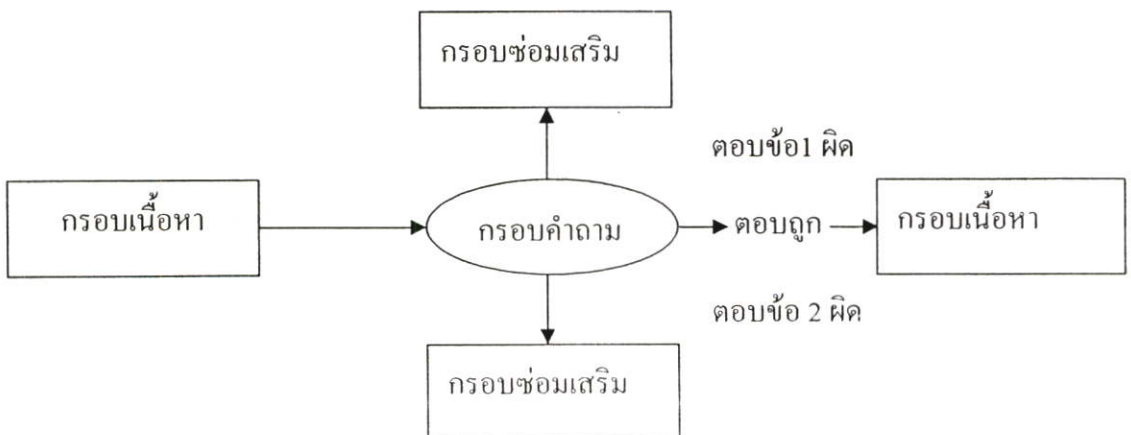 กรอบซ่อมเสริม
ตอบข้อ1 ผิด
กรอบเนื้อหา
กรอบคำถาม
ตอบถูก
กรอบเนื้อหา
ตอบข้อ 2 ผิด
กรอบซ่อมเสริม